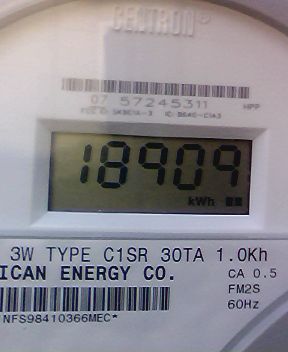 CENTRON®
07 57245311 HPP
18909
kWh
3W TYPE C1SR 30TA 1.0Kh
ICAN ENERGY CO. CA 0.5
FM2S
60Hz
NFS98410366MEC*